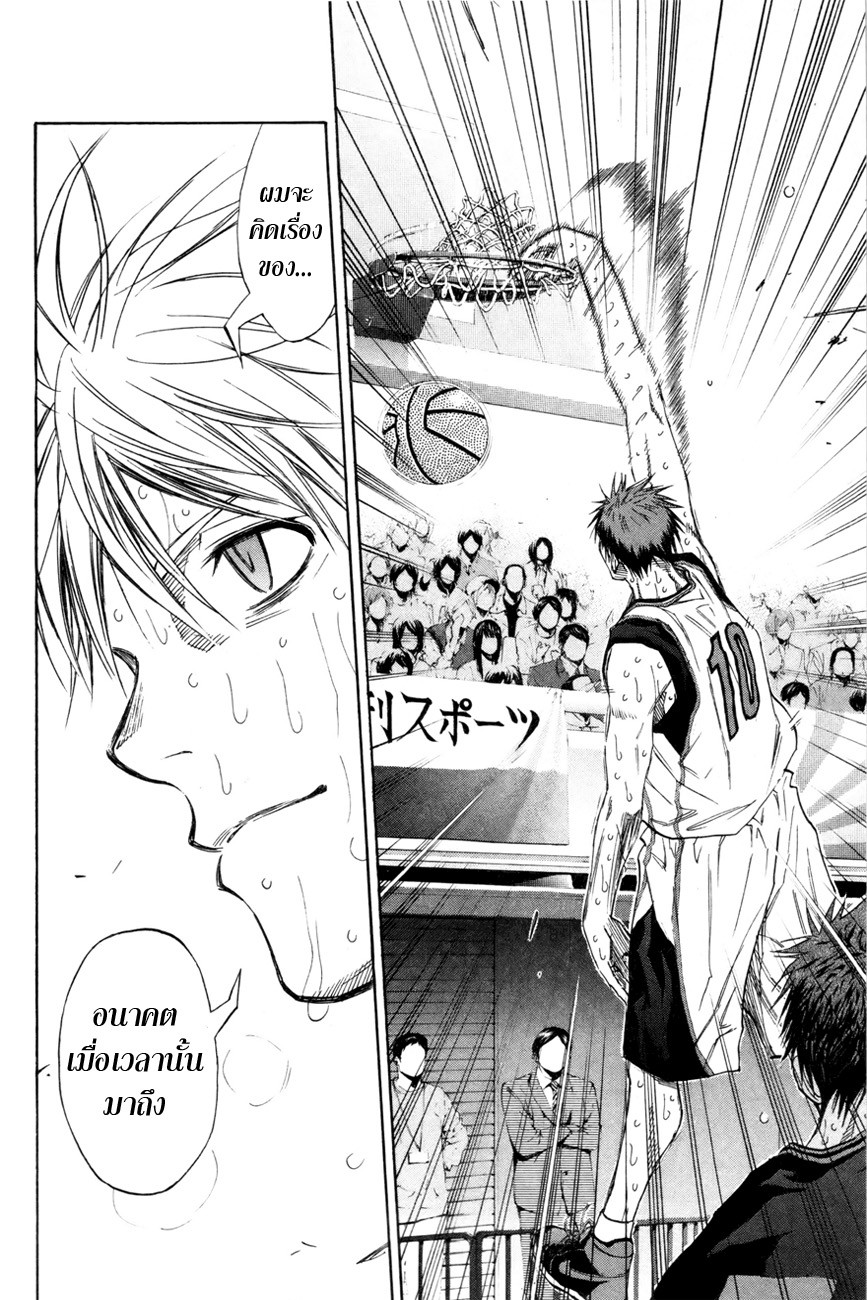 ผมจะ
คิดเรื่อง
ของ...
10
刊スポーツ
อนาคต
เมื่อเวลานั้น
มาถึง